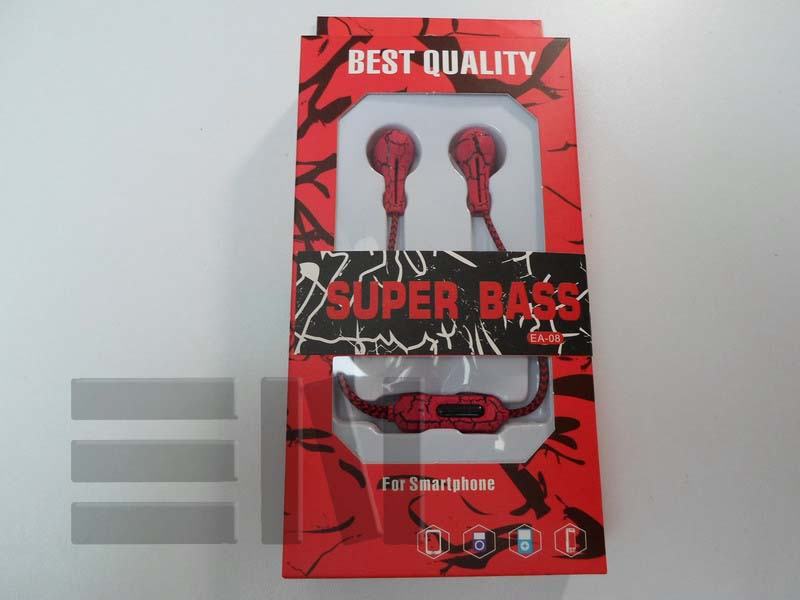 BEST QUALITY
SUPER BASS
EA-08
For Smartphone